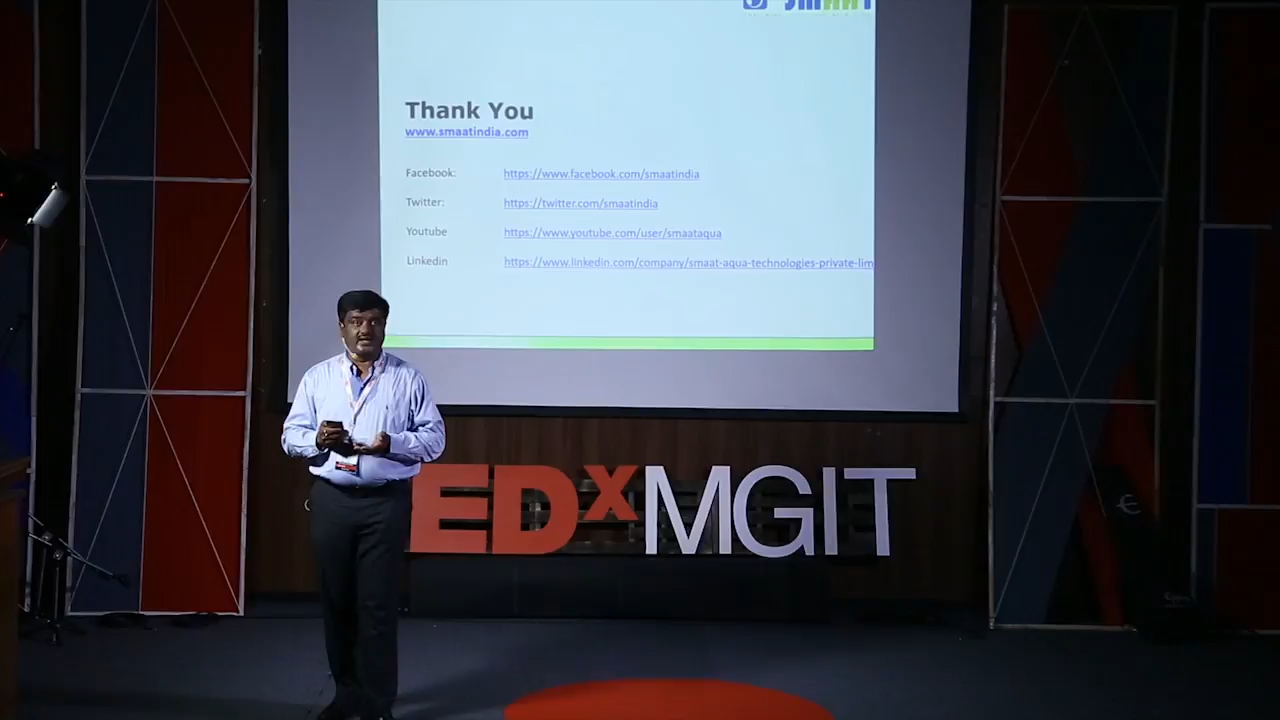 Thank You
www.smaatindia.com
Facebook: https://www.facebook.com/smaatindia
Twitter: https://twitter.com/smaatindia
Youtube https://www.youtube.com/user/smaataqua
Linkedin https://www.linkedin.com/company/smaat-aqua-technologies-private-lim
EDxMGIT